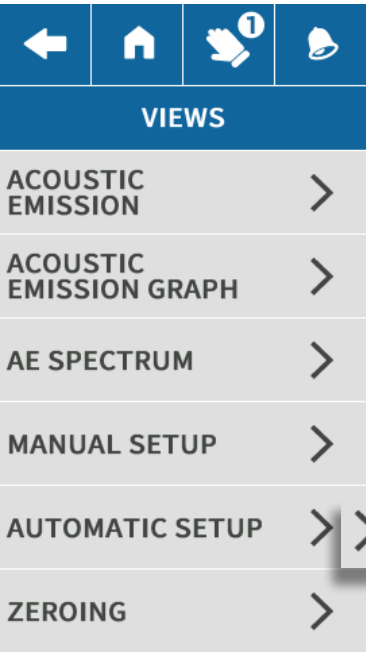 1
VIEWS
ACOUSTIC
EMISSION
ACOUSTIC
EMISSION GRAPH
AE SPECTRUM
MANUAL SETUP
AUTOMATIC SETUP
ZEROING